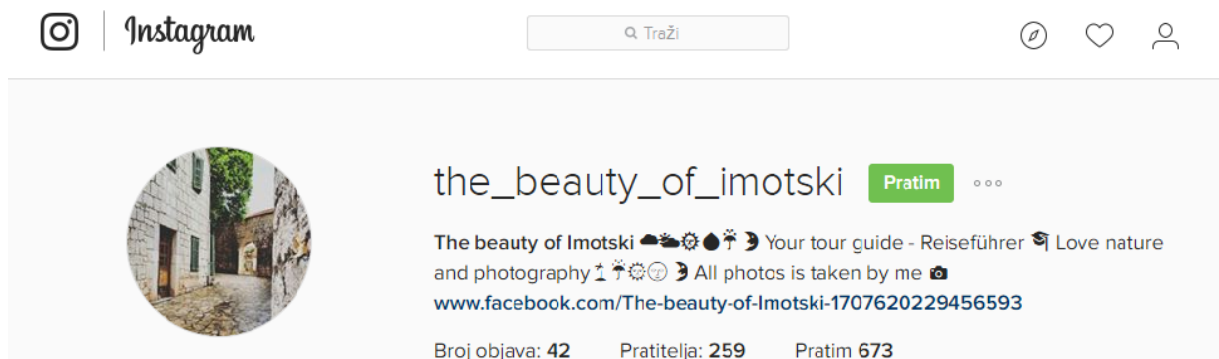 Instagram
Traži
the_beauty_of_imotski Pratim
The beauty of Imotski Your tour guide - Reiseführer Love nature
and photography All photos is taken by me
www.facebook.com/The-beauty-of-Imotski-1707620229456593
Broj objava: 42 Pratitelja: 259 Pratim 673